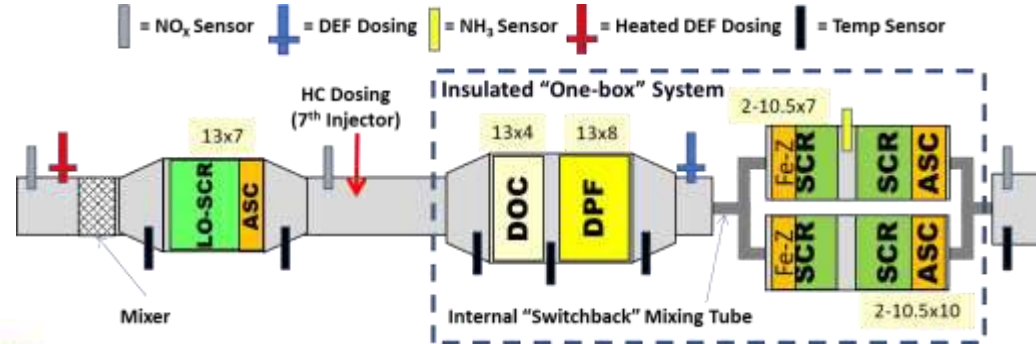 = NOx Sensor
= DEF Dosing
= NH3 Sensor
= Heated DEF Dosing
= Temp Sensor
Insulated "One-box" System
HC Dosing
(7th Injector)
2-10.5x7
13x7
13x4
13x8
LO-SCR
ASC
DOC
DPF
Fe-Z
SCR
SCR
ASC
Fe-Z
SCR
SCR
ASC
2-10.5x10
Mixer
Internal "Switchback" Mixing Tube